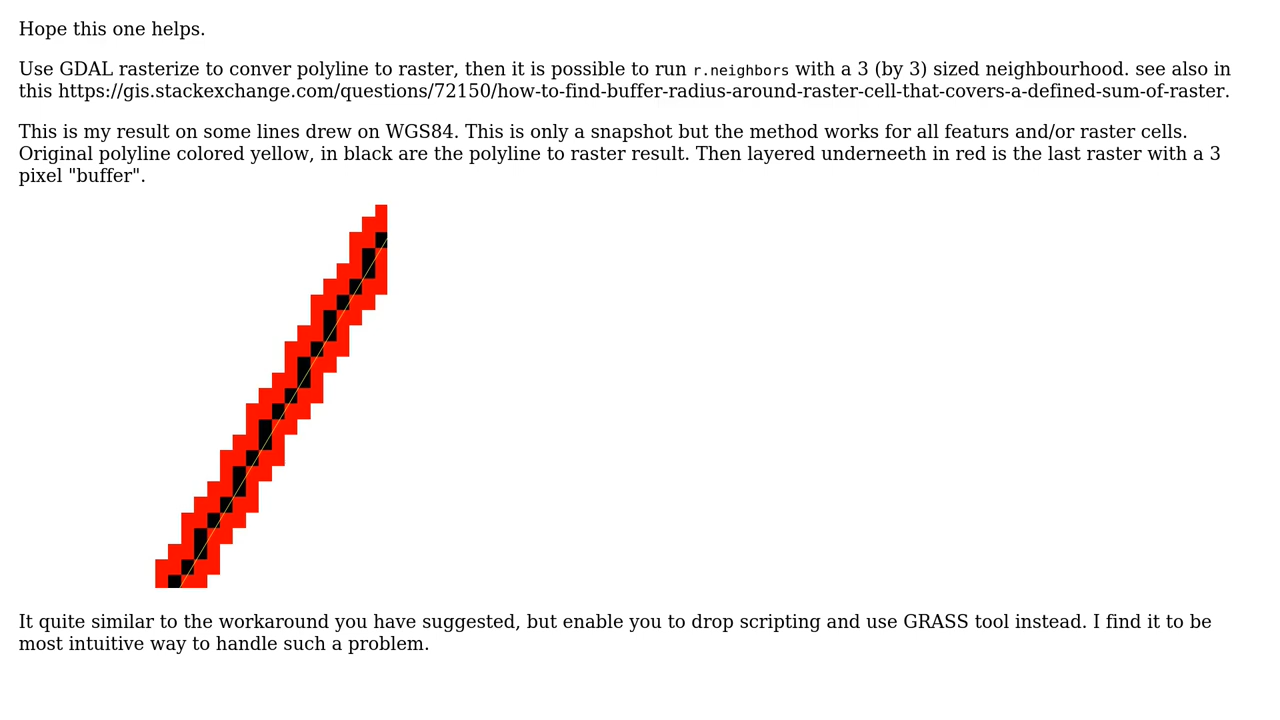 Hope this one helps.
Use GDAL rasterize to conver polyline to raster, then it is possible to run r.neighbors with a 3 (by 3) sized neighbourhood. see also in
this https://gis.stackexchange.com/questions/72150/how-to-find-buffer-radius-around-raster-cell-that-covers-a-defined-sum-of-raster.
This is my result on some lines drew on WGS84. This is only a snapshot but the method works for all featurs and/or raster cells.
Original polyline colored yellow, in black are the polyline to raster result. Then layered underneeth in red is the last raster with a 3
pixel "buffer".
It quite similar to the workaround you have suggested, but enable you to drop scripting and use GRASS tool instead. I find it to be
most intuitive way to handle such a problem.